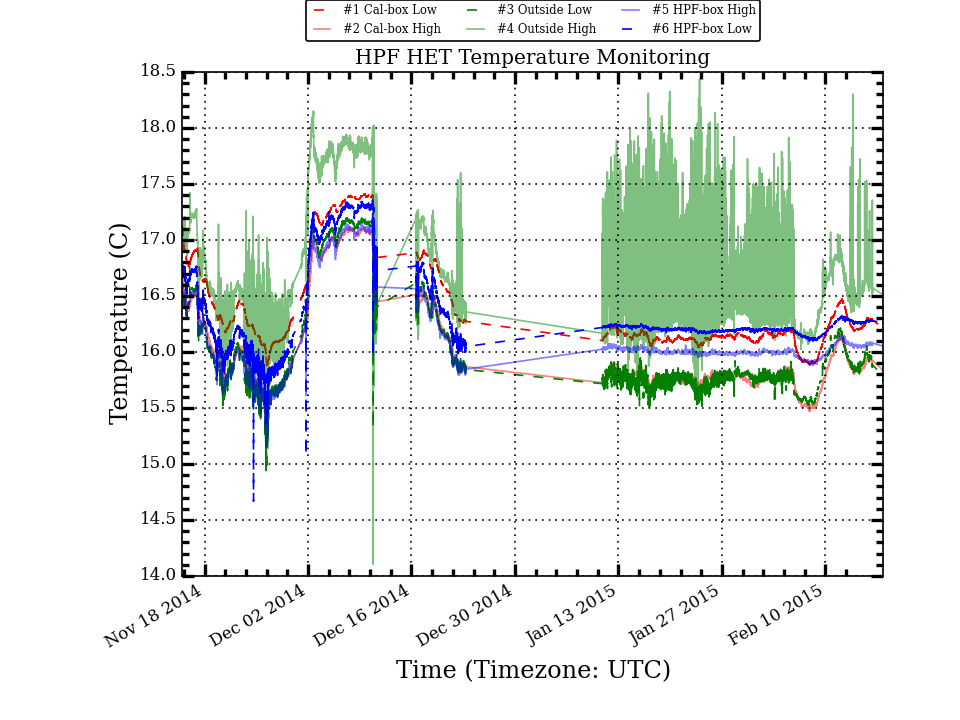 #1 Cal-box Low #3 Outside Low #5 HPF-box High
#2 Cal-box High #4 Outside High #6 HPF-box Low
HPF HET Temperature Monitoring
18.5
18.0
17.5
17.0
16.5
16.0
15.5
15.0
14.5
14.0
Temperature (C)
Nov 18 2014 Dec 02 2014 Dec 16 2014 Dec 30 2014 Jan 13 2015 Jan 27 2015 Feb 10 2015
Time (Timezone: UTC)